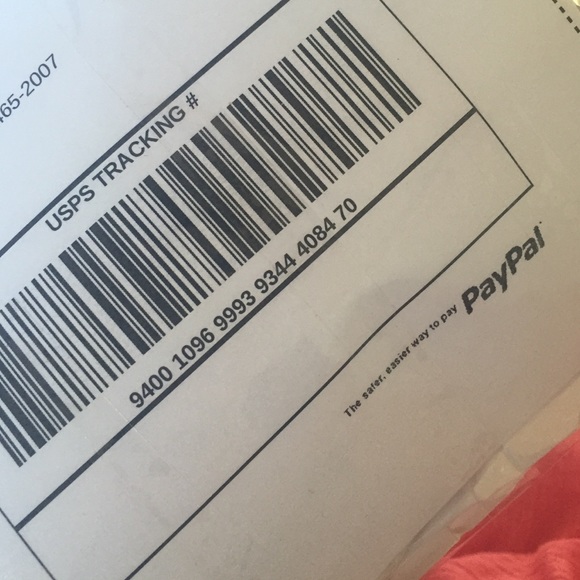 465-2007
USPS TRACKING #
9400 1096 9993 9344 4084 70
The safer, easier way to pay PayPal